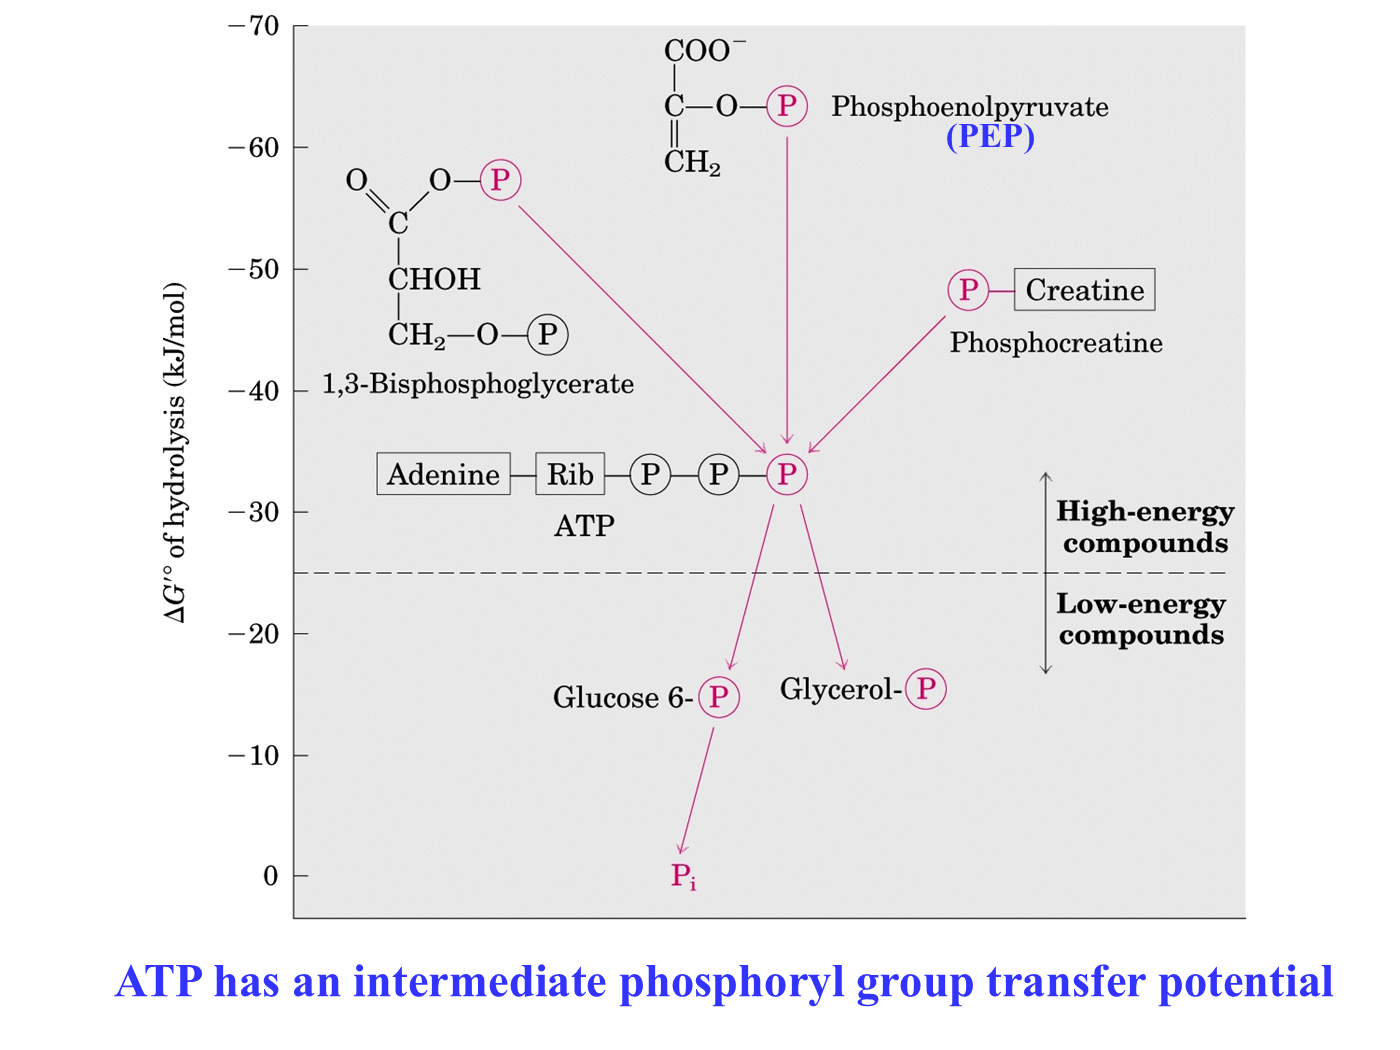 −70
COO⁻
C—O—P
Phosphoenolpyruvate
(PEP)
CH₂
−60
O
O—P
C
CHOH
CH₂—O—P
1,3-Bisphosphoglycerate
−50
P
Creatine
Phosphocreatine
−40
Adenine
Rib
P
P
P
ATP
−30
High-energy
compounds
Low-energy
compounds
−20
Glucose 6-P
Glycerol-P
−10
Pᵢ
0
ΔG′° of hydrolysis (kJ/mol)
ATP has an intermediate phosphoryl group transfer potential